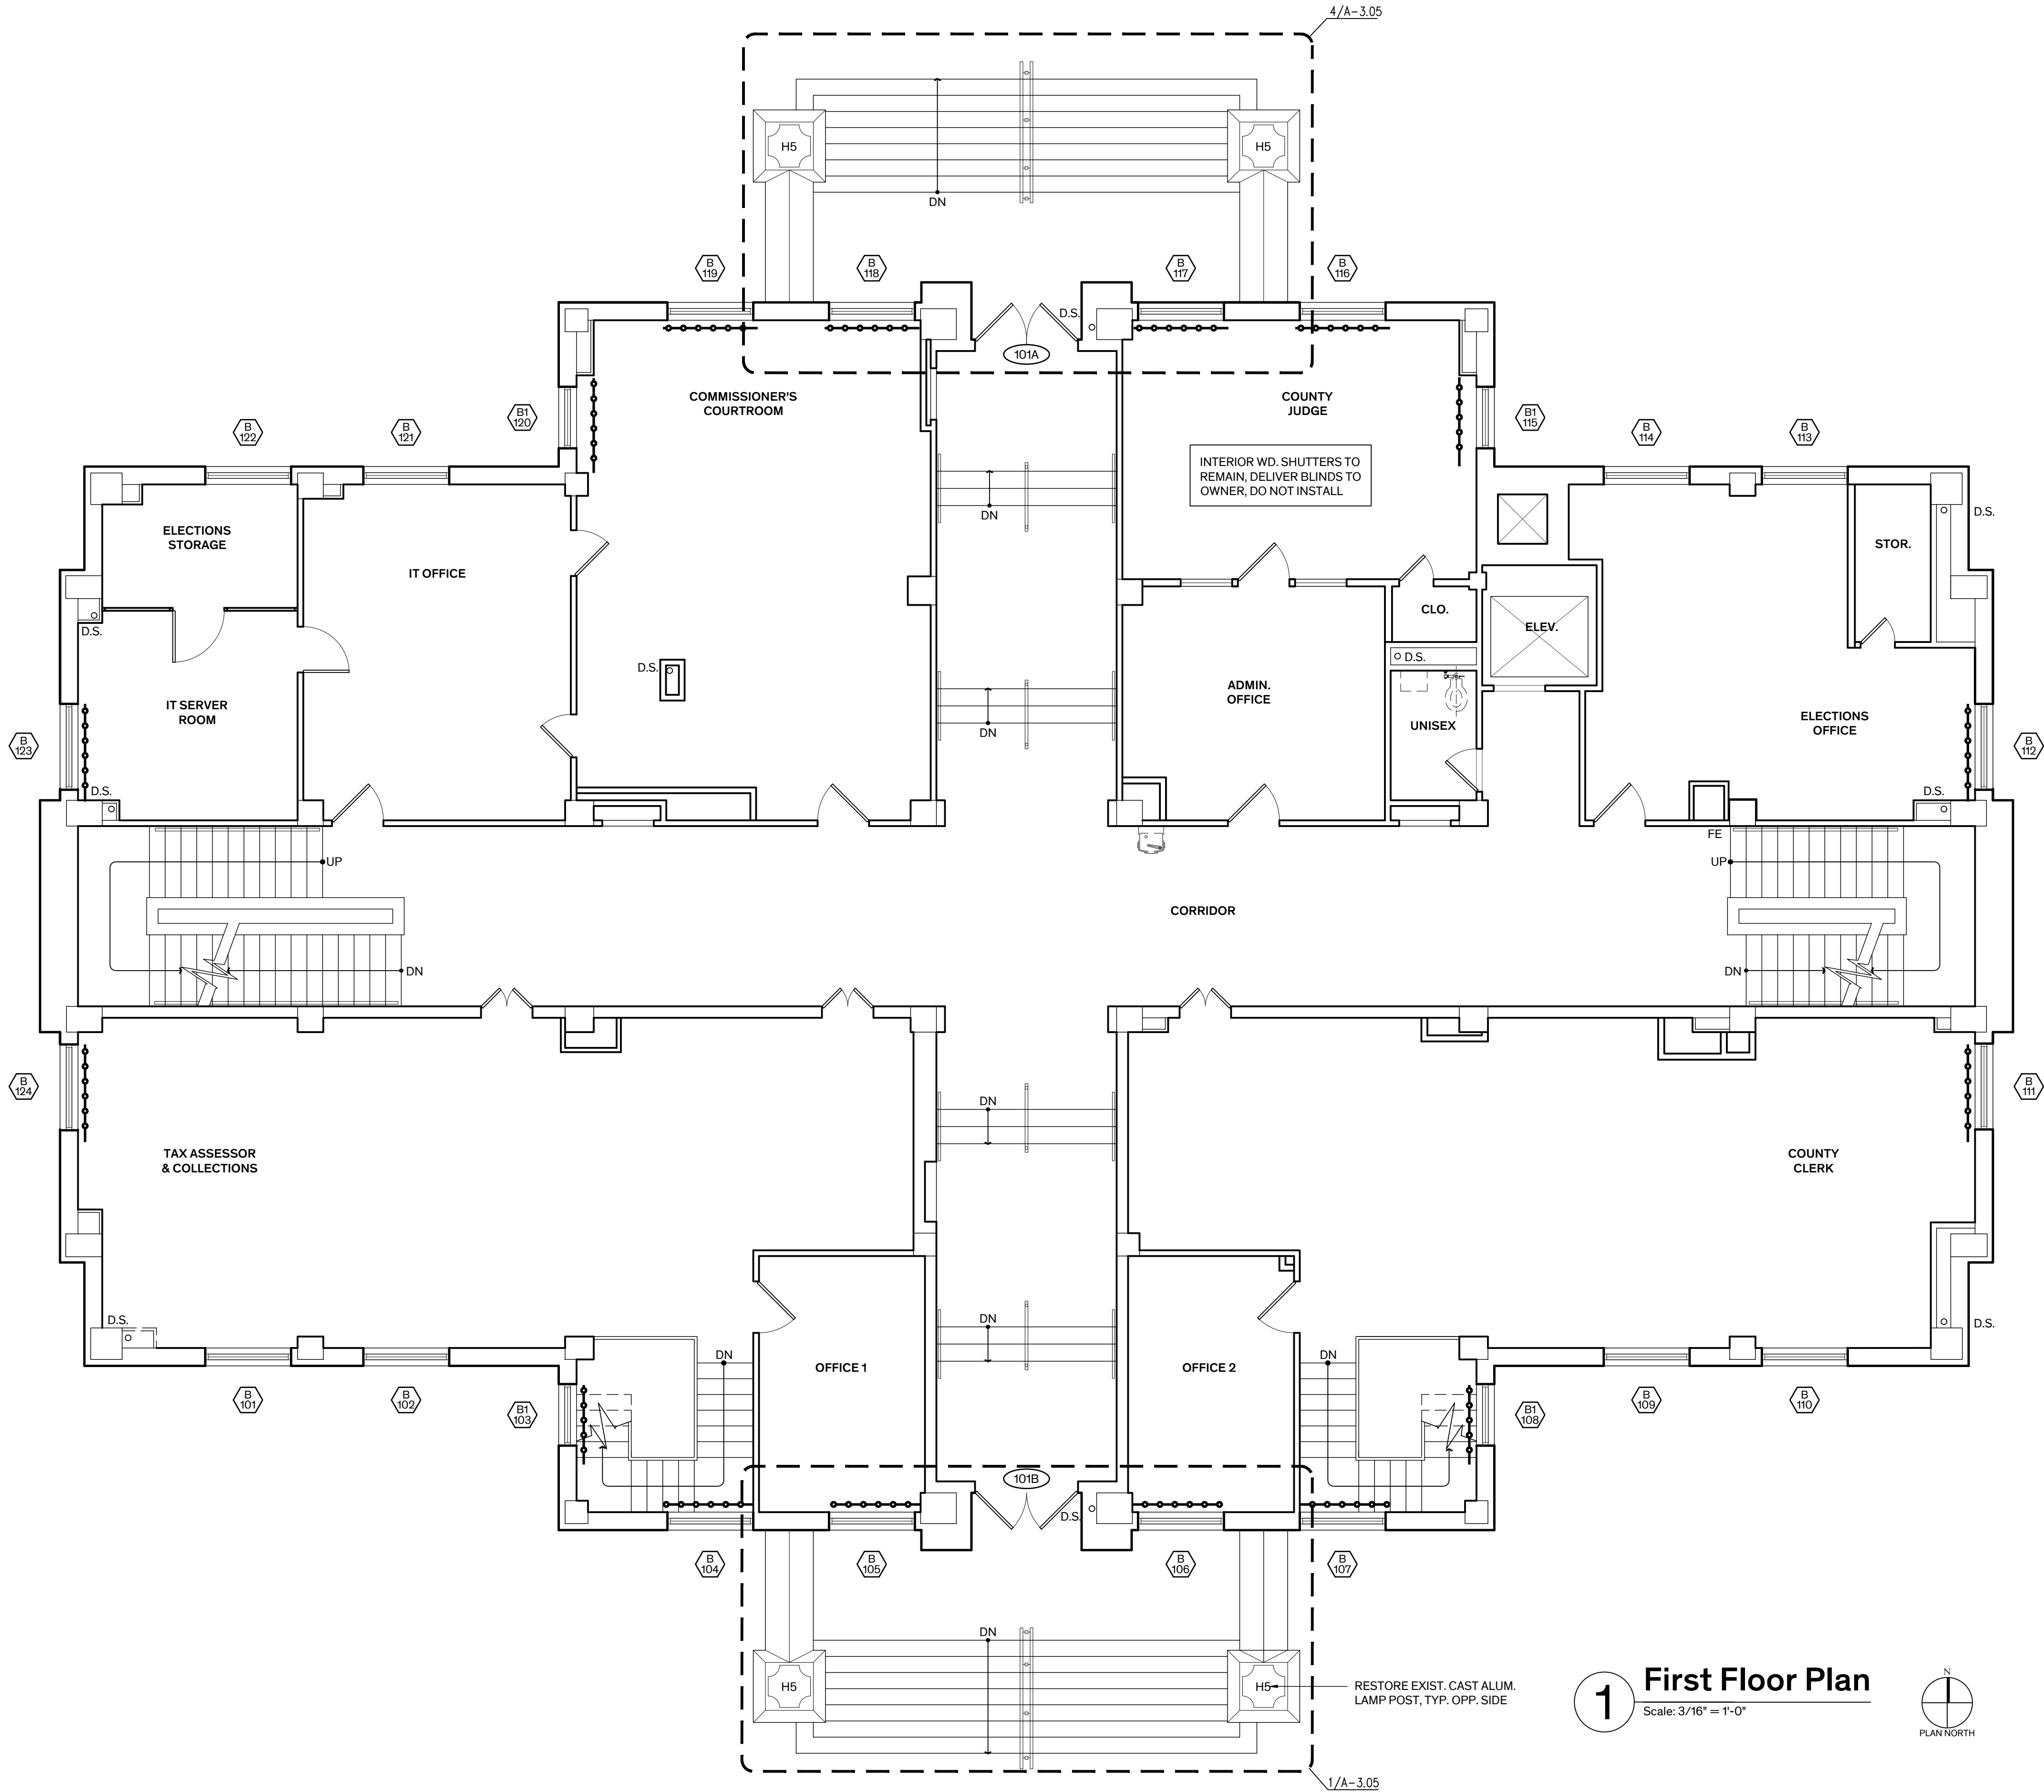 4/A-3.05
H5
H5
DN
B
119
B
118
B
117
B
116
D.S.
101A
COMMISSIONER'S
COURTROOM
COUNTY
JUDGE
B
122
B
121
B1
120
B1
115
B
114
B
113
INTERIOR WD. SHUTTERS TO
REMAIN, DELIVER BLINDS TO
OWNER, DO NOT INSTALL
DN
D.S.
ELECTIONS
STORAGE
IT OFFICE
STOR.
CLO.
ELEV.
D.S.
D.S.
D.S.
ADMIN.
OFFICE
IT SERVER
ROOM
UNISEX
ELECTIONS
OFFICE
DN
B
123
B
112
D.S.
D.S.
FE
UP
UP
CORRIDOR
DN
DN
B
124
B
111
DN
TAX ASSESSOR
& COLLECTIONS
COUNTY
CLERK
D.S.
DN
D.S.
DN
DN
OFFICE 1
OFFICE 2
B
101
B
102
B1
103
B1
108
B
109
B
110
101B
D.S.
B
104
B
105
B
106
B
107
DN
H5
H5
RESTORE EXIST. CAST ALUM.
LAMP POST, TYP. OPP. SIDE
1
First Floor Plan
Scale: 3/16" = 1'-0"
N
PLAN NORTH
1/A-3.05